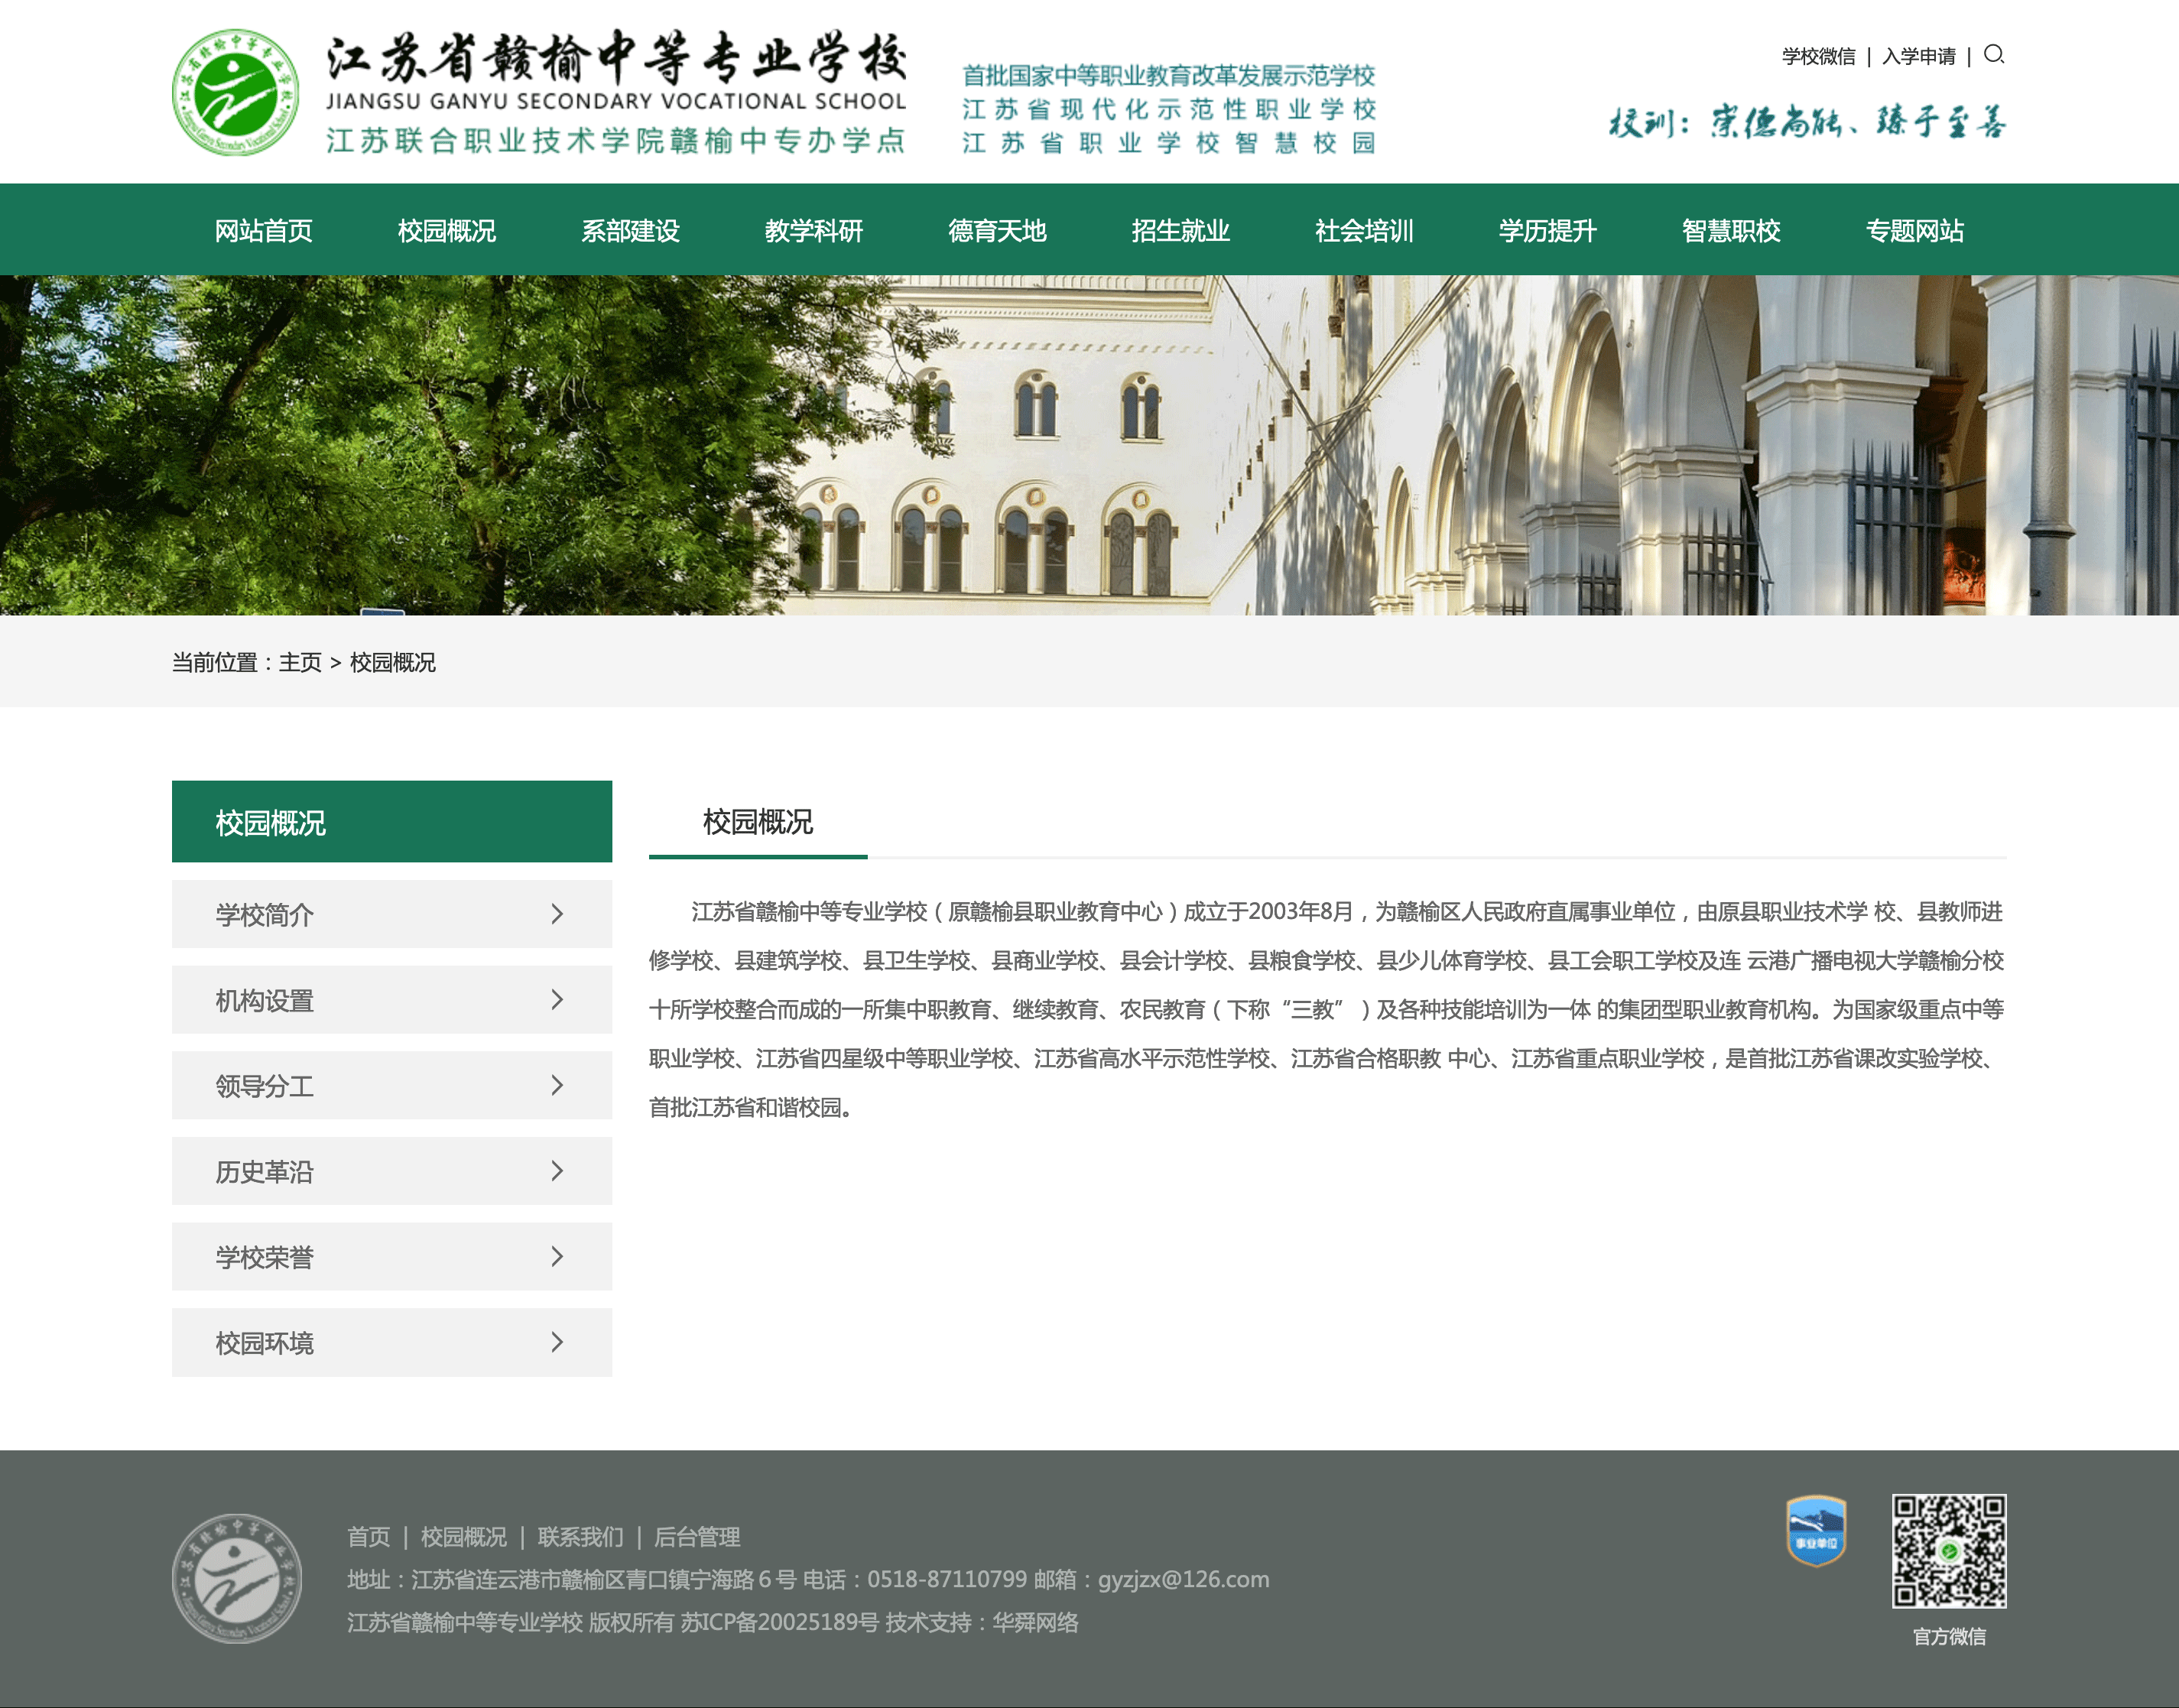 江苏省赣榆中等专业学校
JIANGSU GANYU SECONDARY VOCATIONAL SCHOOL
江苏联合职业技术学院赣榆中专办学点
首批国家中等职业教育改革发展示范学校
江苏省现代化示范性职业学校
江苏省职业学校智慧校园
学校微信 | 入学申请 |
校训：崇德尚能、臻于至善
网站首页 校园概况 系部建设 教学科研 德育天地 招生就业 社会培训 学历提升 智慧职校 专题网站
当前位置：主页 > 校园概况
校园概况
学校简介
机构设置
领导分工
历史革沿
学校荣誉
校园环境
校园概况
江苏省赣榆中等专业学校（原赣榆县职业教育中心）成立于2003年8月，为赣榆区人民政府直属事业单位，由原县职业技术学 校、县教师进
修学校、县建筑学校、县卫生学校、县商业学校、县会计学校、县粮食学校、县少儿体育学校、县工会职工学校及连 云港广播电视大学赣榆分校
十所学校整合而成的一所集中职教育、继续教育、农民教育（下称“三教”）及各种技能培训为一体 的集团型职业教育机构。为国家级重点中等
职业学校、江苏省四星级中等职业学校、江苏省高水平示范性学校、江苏省合格职教 中心、江苏省重点职业学校，是首批江苏省课改实验学校、
首批江苏省和谐校园。
首页 | 校园概况 | 联系我们 | 后台管理
地址：江苏省连云港市赣榆区青口镇宁海路６号 电话：0518-87110799 邮箱：gyzjzx@126.com
江苏省赣榆中等专业学校 版权所有 苏ICP备20025189号 技术支持：华舜网络
事业单位
官方微信